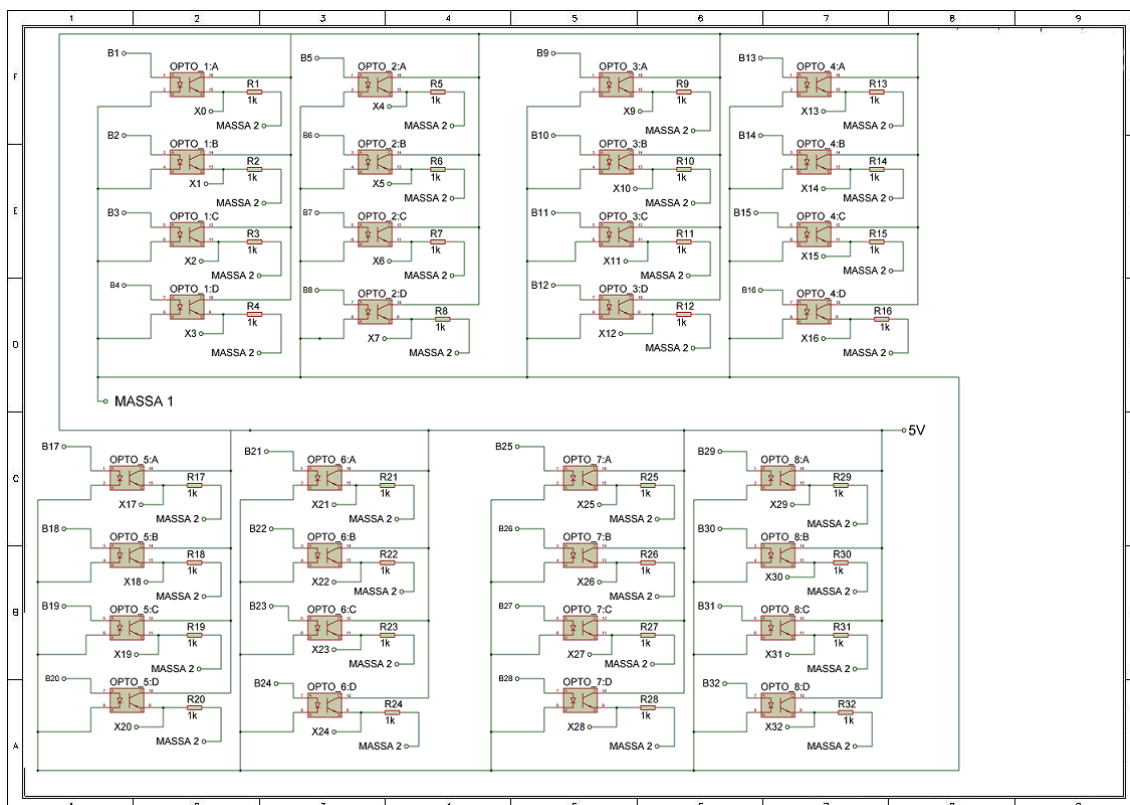 1 2 3 4 5 6 7 8 9
F
E
D
C
B
A
B1 OPTO_1:A R1 1k X0 MASSA 2
B5 OPTO_2:A R5 1k X4 MASSA 2
B9 OPTO_3:A R9 1k X9 MASSA 2
B13 OPTO_4:A R13 1k X13 MASSA 2
B2 OPTO_1:B R2 1k X1 MASSA 2
B6 OPTO_2:B R6 1k X5 MASSA 2
B10 OPTO_3:B R10 1k X10 MASSA 2
B14 OPTO_4:B R14 1k X14 MASSA 2
B3 OPTO_1:C R3 1k X2 MASSA 2
B7 OPTO_2:C R7 1k X6 MASSA 2
B11 OPTO_3:C R11 1k X11 MASSA 2
B15 OPTO_4:C R15 1k X15 MASSA 2
B4 OPTO_1:D R4 1k X3 MASSA 2
B8 OPTO_2:D R8 1k X7 MASSA 2
B12 OPTO_3:D R12 1k X12 MASSA 2
B16 OPTO_4:D R16 1k X16 MASSA 2
MASSA 1
5V
B17 OPTO_5:A R17 1k X17 MASSA 2
B21 OPTO_6:A R21 1k X21 MASSA 2
B25 OPTO_7:A R25 1k X25 MASSA 2
B29 OPTO_8:A R29 1k X29 MASSA 2
B18 OPTO_5:B R18 1k X18 MASSA 2
B22 OPTO_6:B R22 1k X22 MASSA 2
B26 OPTO_7:B R26 1k X26 MASSA 2
B30 OPTO_8:B R30 1k X30 MASSA 2
B19 OPTO_5:C R19 1k X19 MASSA 2
B23 OPTO_6:C R23 1k X23 MASSA 2
B27 OPTO_7:C R27 1k X27 MASSA 2
B31 OPTO_8:C R31 1k X31 MASSA 2
B20 OPTO_5:D R20 1k X20 MASSA 2
B24 OPTO_6:D R24 1k X24 MASSA 2
B28 OPTO_7:D R28 1k X28 MASSA 2
B32 OPTO_8:D R32 1k X32 MASSA 2